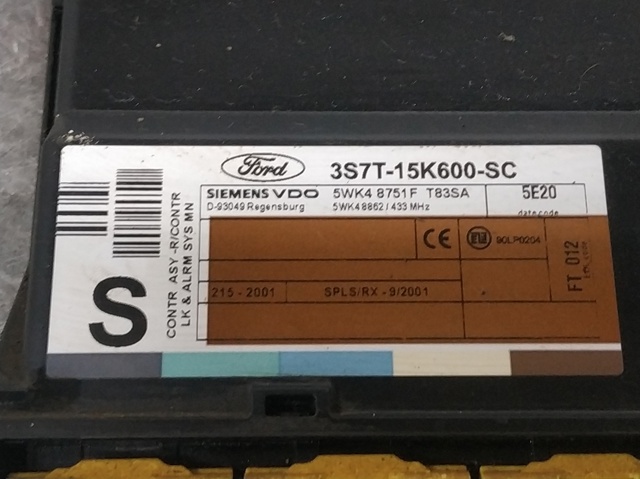 Ford
3S7T-15K600-SC
SIEMENS VDO
5WK4 8751F T83SA
5E20
D-93049 Regensburg
5WK4 8862 / 433 MHz
date code
CE
90LP0204
FT 012
215 - 2001
SPLS/RX - 9/2001
S
CONTR ASY -R/CONTR
LK & ALRM SYS MN